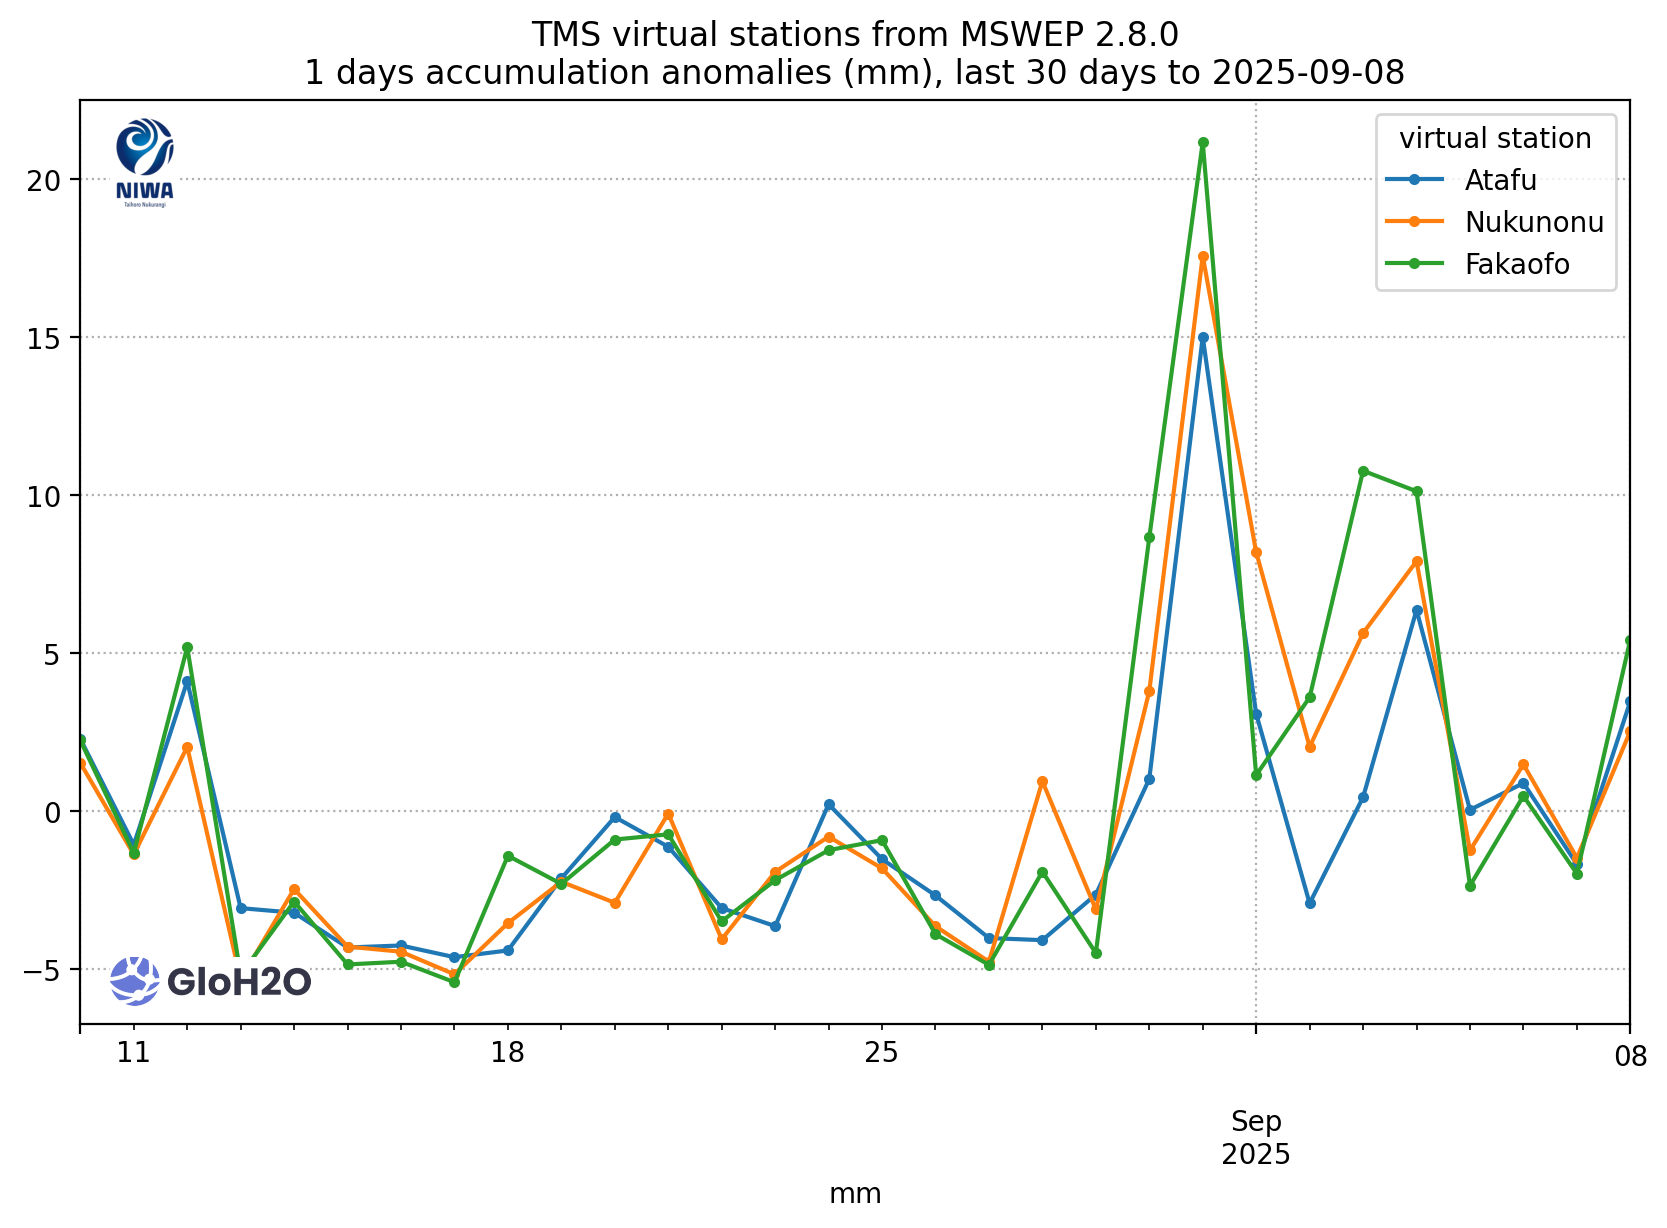 TMS virtual stations from MSWEP 2.8.0
1 days accumulation anomalies (mm), last 30 days to 2025-09-08
NIWA
Taihoro Nukurangi
virtual station
Atafu
Nukunonu
Fakaofo
20
15
10
5
0
−5
GloH2O
11
18
25
08
Sep
2025
mm